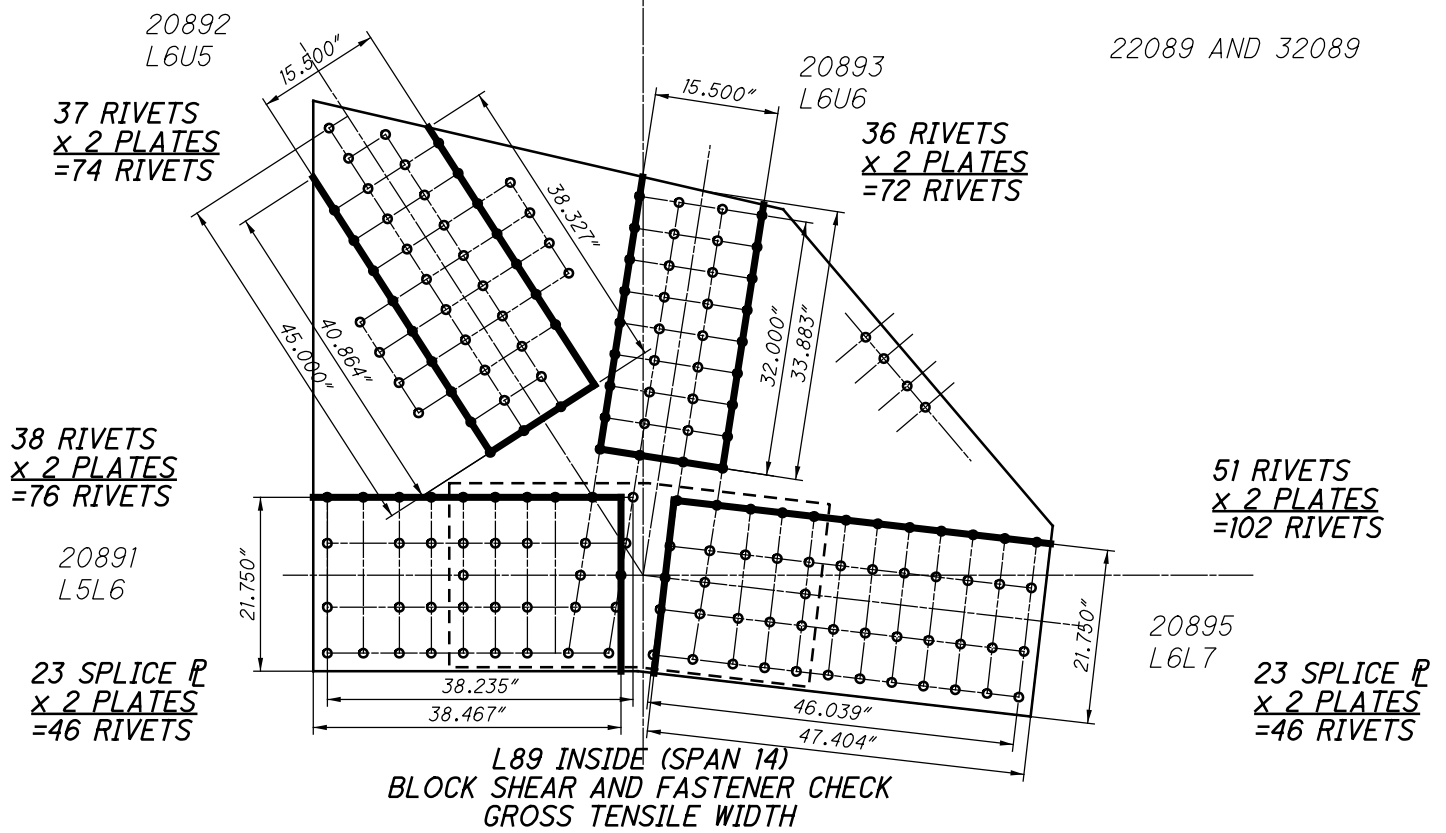 20892
L6U5
22089 AND 32089
20893
L6U6
15.500"
15.500"
37 RIVETS
x 2 PLATES
=74 RIVETS
36 RIVETS
x 2 PLATES
=72 RIVETS
38.327"
40.864"
45.000"
32.000"
33.883"
38 RIVETS
x 2 PLATES
=76 RIVETS
51 RIVETS
x 2 PLATES
=102 RIVETS
20891
L5L6
21.750"
20895
L6L7
21.750"
23 SPLICE PL
x 2 PLATES
=46 RIVETS
23 SPLICE PL
x 2 PLATES
=46 RIVETS
38.235"
38.467"
46.039"
47.404"
L89 INSIDE (SPAN 14)
BLOCK SHEAR AND FASTENER CHECK
GROSS TENSILE WIDTH